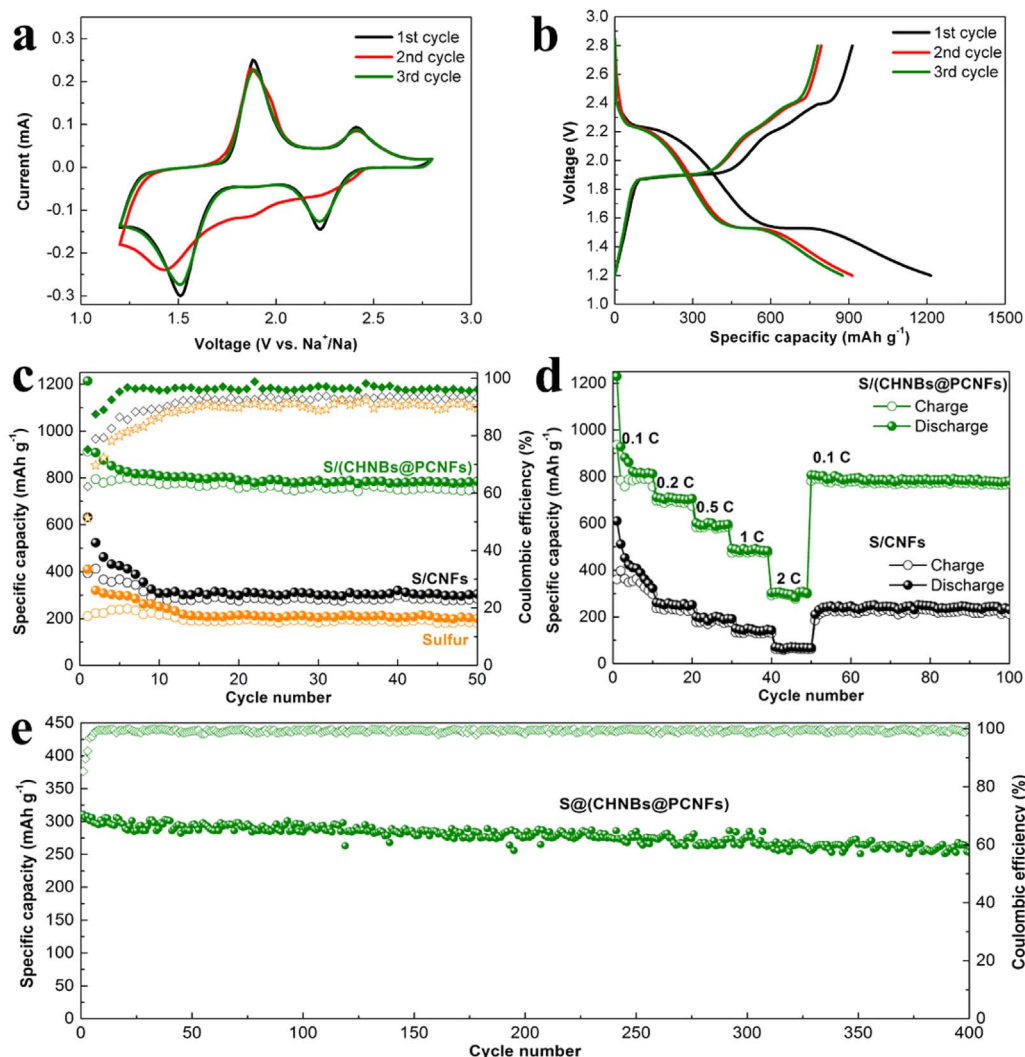 a
0.3
0.2
0.1
0.0
-0.1
-0.2
-0.3
Current (mA)
1st cycle
2nd cycle
3rd cycle
1.0 1.5 2.0 2.5 3.0
Voltage (V vs. Na⁺/Na)
b
3.0
2.8
2.6
2.4
2.2
2.0
1.8
1.6
1.4
1.2
1.0
Voltage (V)
1st cycle
2nd cycle
3rd cycle
0 300 600 900 1200 1500
Specific capacity (mAh g⁻¹)
c
1200
1000
800
600
400
200
0
Specific capacity (mAh g⁻¹)
S/(CHNBs@PCNFs)
S/CNFs
Sulfur
100
80
60
40
20
0
Coulombic efficiency (%)
0 10 20 30 40 50
Cycle number
d
1200
1000
800
600
400
200
0
Specific capacity (mAh g⁻¹)
S/(CHNBs@PCNFs)
Charge
Discharge
0.1 C
0.2 C
0.5 C
1 C
2 C
0.1 C
S/CNFs
Charge
Discharge
0 20 40 60 80 100
Cycle number
e
450
400
350
300
250
200
150
100
50
0
Specific capacity (mAh g⁻¹)
S@(CHNBs@PCNFs)
100
80
60
40
20
0
Coulombic efficiency (%)
0 50 100 150 200 250 300 350 400
Cycle number